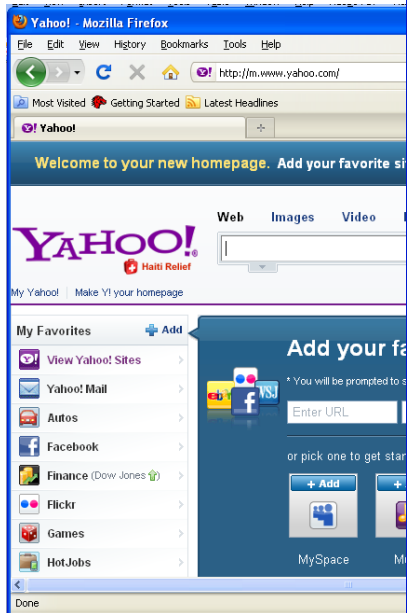 Yahoo! - Mozilla Firefox
File Edit View History Bookmarks Tools Help
http://m.www.yahoo.com/
Most Visited Getting Started Latest Headlines
Yahoo!
Welcome to your new homepage. Add your favorite si
Web Images Video
YAHOO!
Haiti Relief
My Yahoo! Make Y! your homepage
My Favorites Add
View Yahoo! Sites
Yahoo! Mail
Autos
Facebook
Finance (Dow Jones)
Flickr
Games
HotJobs
Add your fa
* You will be prompted to s
eb WSJ
Enter URL
or pick one to get star
+ Add +
MySpace Mu
Done